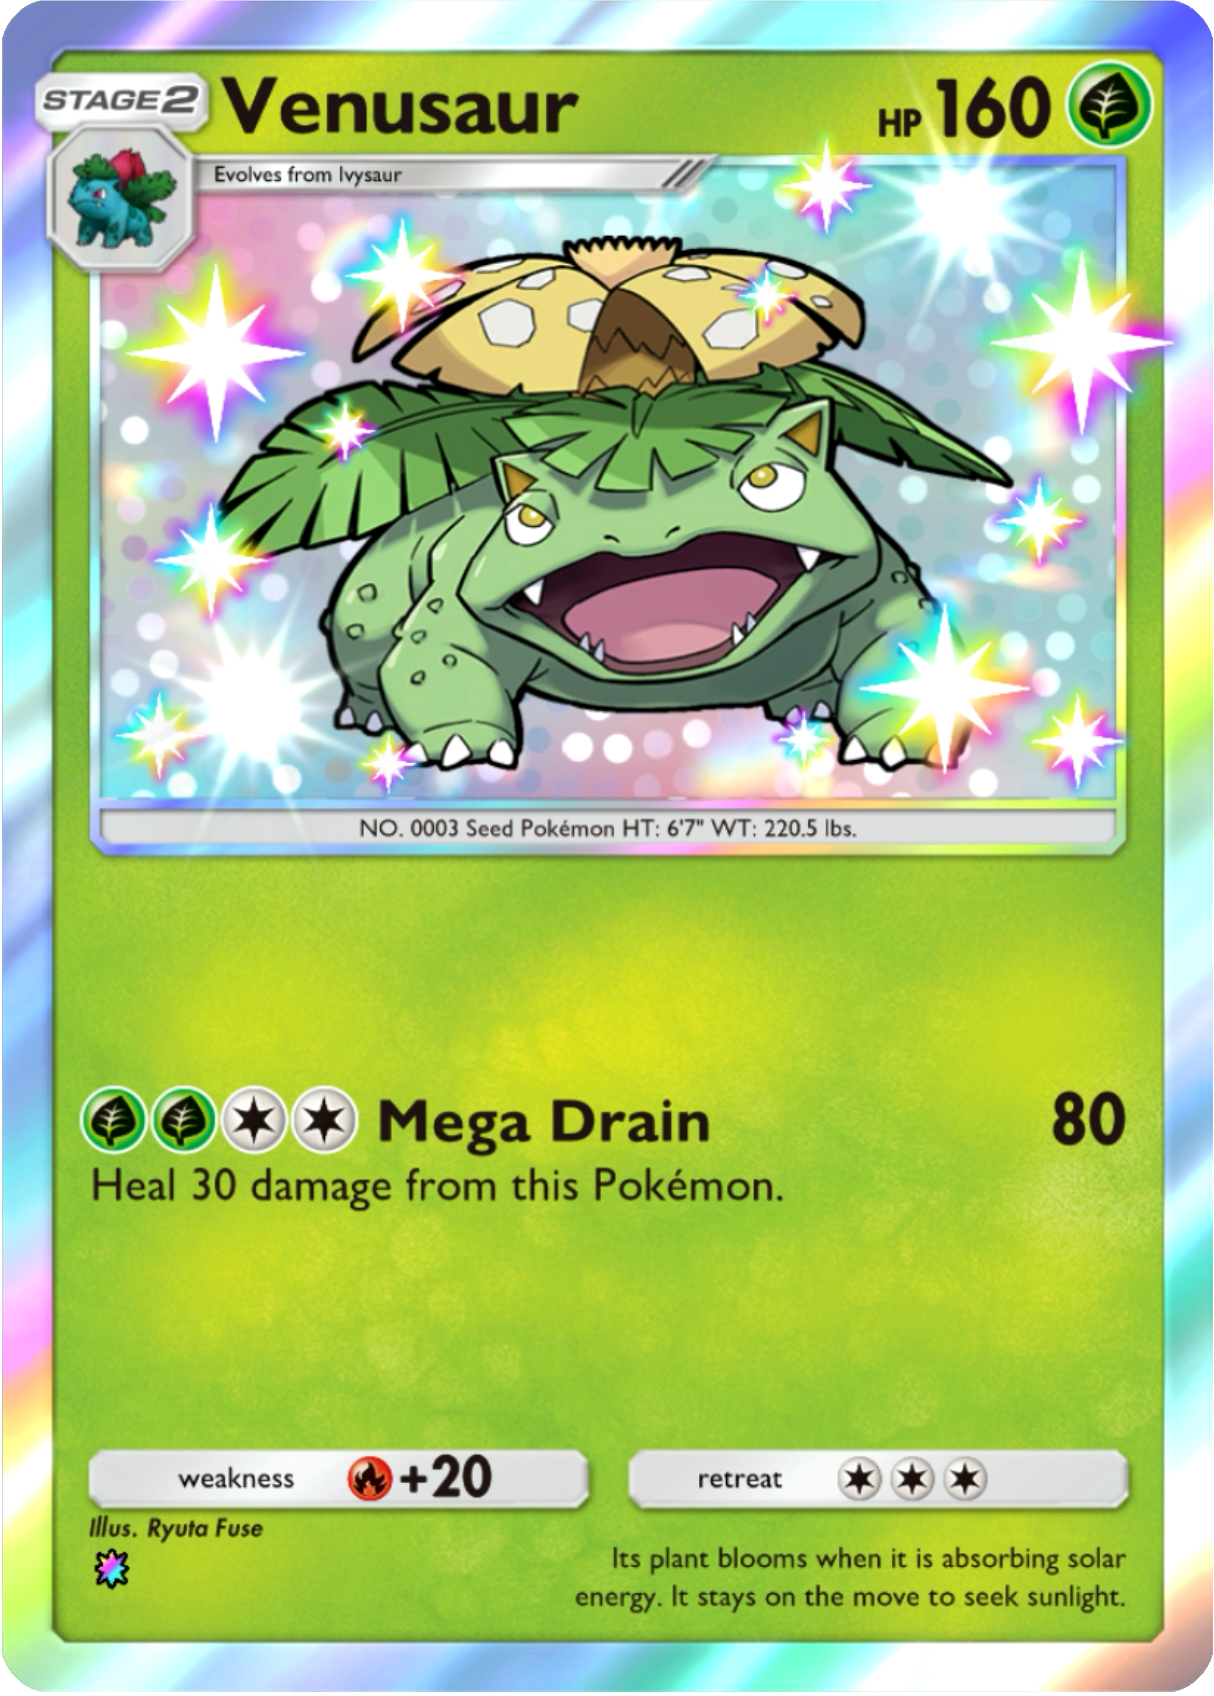 STAGE2
Venusaur
HP 160
Evolves from Ivysaur
NO. 0003 Seed Pokémon HT: 6'7" WT: 220.5 lbs.
Mega Drain 80
Heal 30 damage from this Pokémon.
weakness +20
retreat
Illus. Ryuta Fuse
Its plant blooms when it is absorbing solar
energy. It stays on the move to seek sunlight.